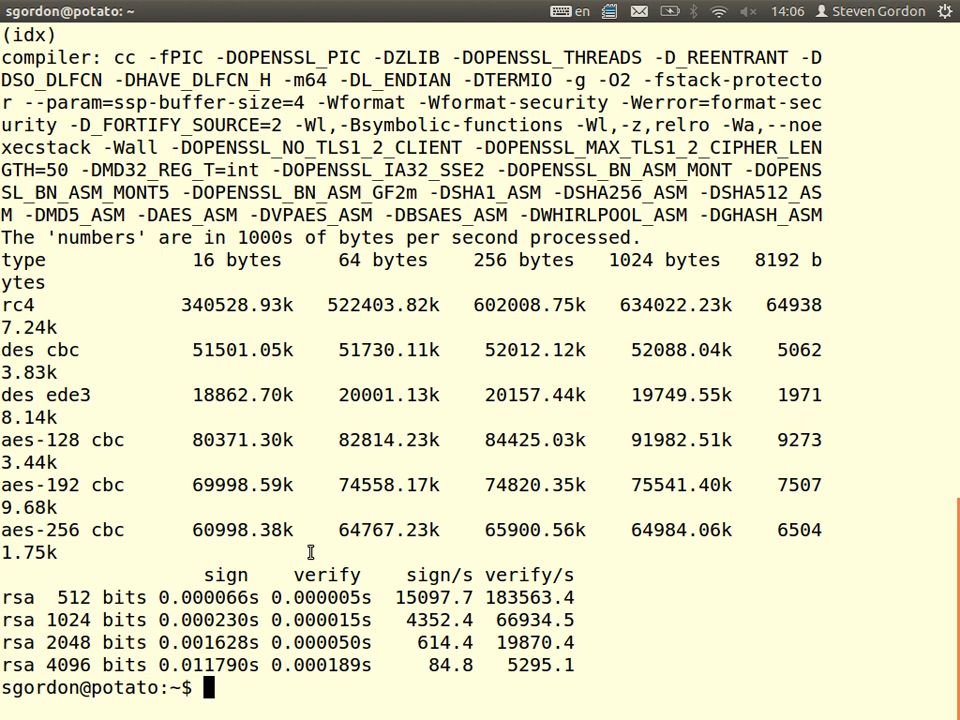 sgordon@potato: ~ en 14:06 Steven Gordon
(idx)
compiler: cc -fPIC -DOPENSSL_PIC -DZLIB -DOPENSSL_THREADS -D_REENTRANT -D
DSO_DLFCN -DHAVE_DLFCN_H -m64 -DL_ENDIAN -DTERMIO -g -O2 -fstack-protecto
r --param=ssp-buffer-size=4 -Wformat -Wformat-security -Werror=format-sec
urity -D_FORTIFY_SOURCE=2 -Wl,-Bsymbolic-functions -Wl,-z,relro -Wa,--noe
xecstack -Wall -DOPENSSL_NO_TLS1_2_CLIENT -DOPENSSL_MAX_TLS1_2_CIPHER_LEN
GTH=50 -DMD32_REG_T=int -DOPENSSL_IA32_SSE2 -DOPENSSL_BN_ASM_MONT -DOPENS
SL_BN_ASM_MONT5 -DOPENSSL_BN_ASM_GF2m -DSHA1_ASM -DSHA256_ASM -DSHA512_AS
M -DMD5_ASM -DAES_ASM -DVPAES_ASM -DBSAES_ASM -DWHIRLPOOL_ASM -DGHASH_ASM
The 'numbers' are in 1000s of bytes per second processed.
type 16 bytes 64 bytes 256 bytes 1024 bytes 8192 b
ytes
rc4 340528.93k 522403.82k 602008.75k 634022.23k 64938
7.24k
des cbc 51501.05k 51730.11k 52012.12k 52088.04k 5062
3.83k
des ede3 18862.70k 20001.13k 20157.44k 19749.55k 1971
8.14k
aes-128 cbc 80371.30k 82814.23k 84425.03k 91982.51k 9273
3.44k
aes-192 cbc 69998.59k 74558.17k 74820.35k 75541.40k 7507
9.68k
aes-256 cbc 60998.38k 64767.23k 65900.56k 64984.06k 6504
1.75k
sign verify sign/s verify/s
rsa 512 bits 0.000066s 0.000005s 15097.7 183563.4
rsa 1024 bits 0.000230s 0.000015s 4352.4 66934.5
rsa 2048 bits 0.001628s 0.000050s 614.4 19870.4
rsa 4096 bits 0.011790s 0.000189s 84.8 5295.1
sgordon@potato:~$